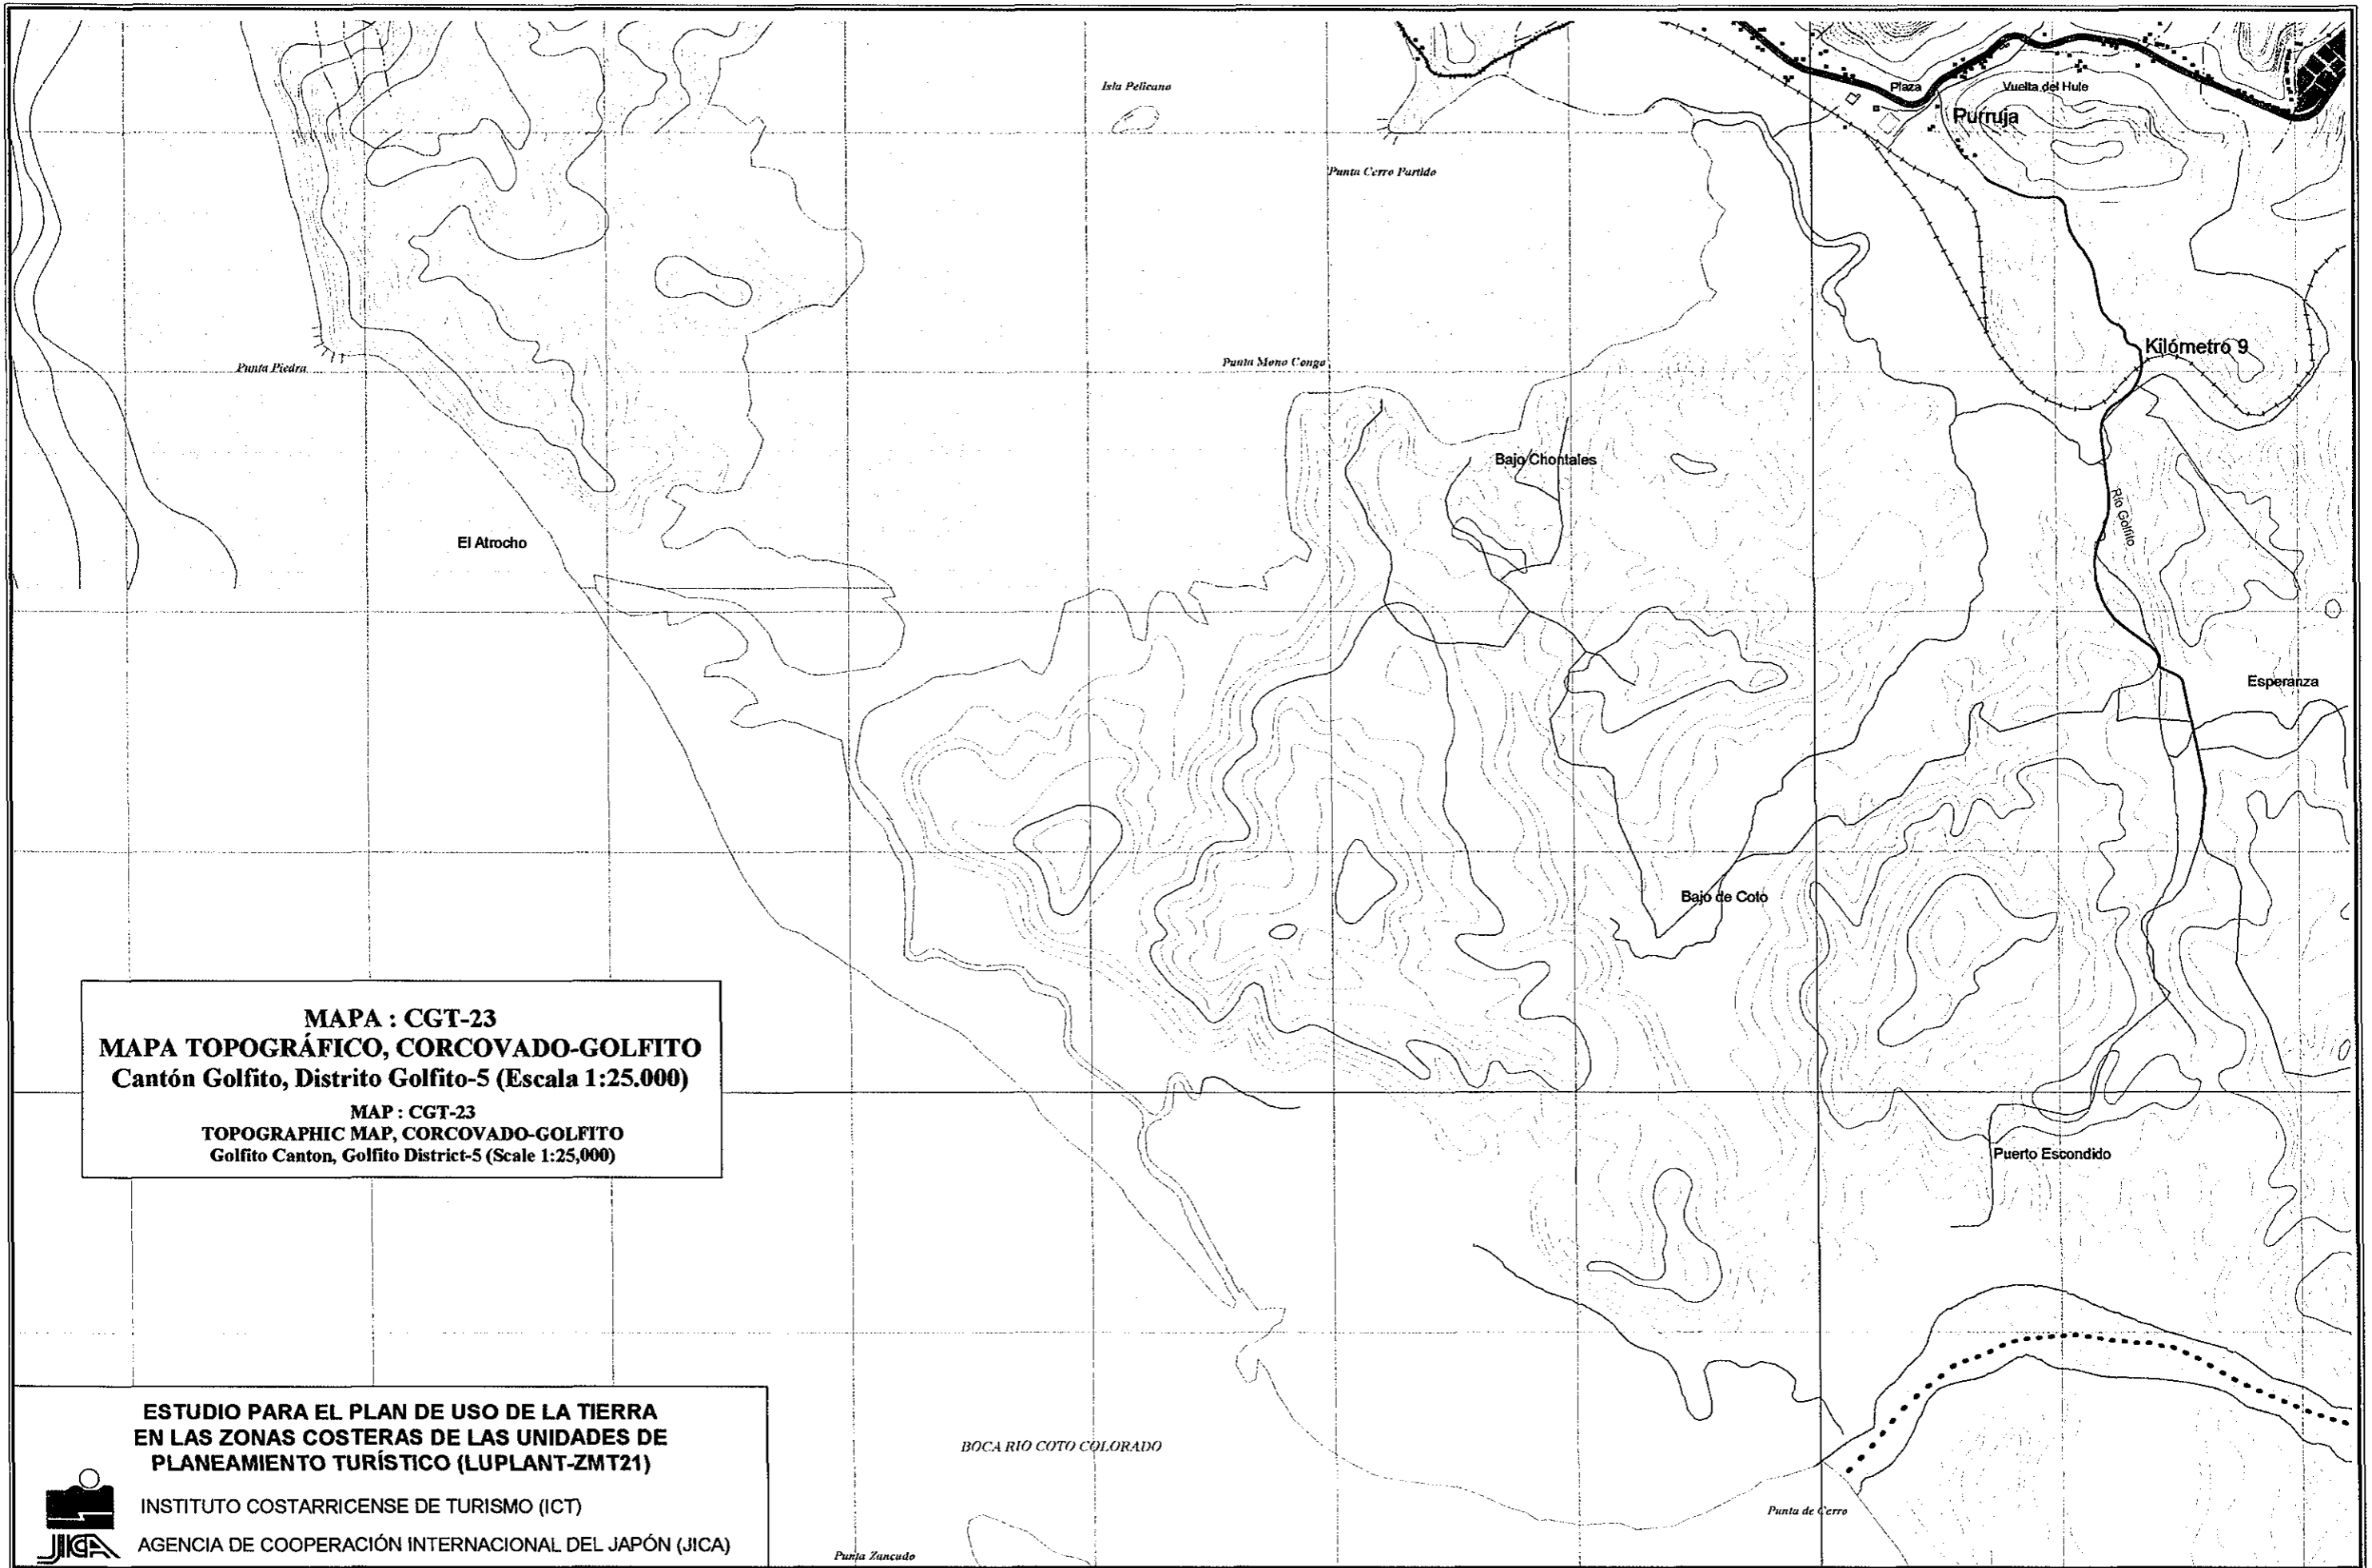 Isla Pelicano
Plaza
Vuelta del Hule
Purruja
Punta Cerro Partido
Kilómetro 9
Punta Piedra
Punta Mono Congo
Bajo Chontales
Río Golfito
El Atrocho
Esperanza
Bajo de Coto
MAPA : CGT-23
MAPA TOPOGRÁFICO, CORCOVADO-GOLFITO
Cantón Golfito, Distrito Golfito-5 (Escala 1:25.000)
MAP : CGT-23
TOPOGRAPHIC MAP, CORCOVADO-GOLFITO
Golfito Canton, Golfito District-5 (Scale 1:25,000)
Puerto Escondido
ESTUDIO PARA EL PLAN DE USO DE LA TIERRA
EN LAS ZONAS COSTERAS DE LAS UNIDADES DE
PLANEAMIENTO TURÍSTICO (LUPLANT-ZMT21)
INSTITUTO COSTARRICENSE DE TURISMO (ICT)
JICA
AGENCIA DE COOPERACIÓN INTERNACIONAL DEL JAPÓN (JICA)
BOCA RIO COTO COLORADO
Punta de Cerro
Punta Zancudo